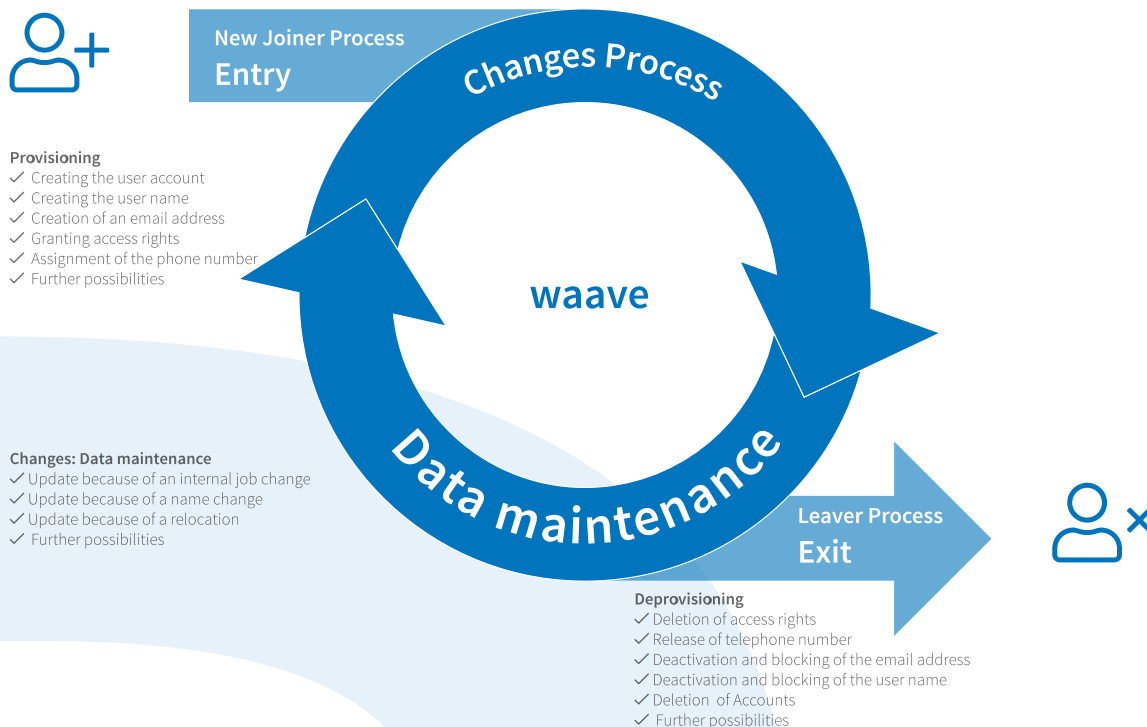 New Joiner Process
Entry
Changes Process
Provisioning
Creating the user account
Creating the user name
Creation of an email address
Granting access rights
Assignment of the phone number
Further possibilities
waave
Changes: Data maintenance
Update because of an internal job change
Update because of a name change
Update because of a relocation
Further possibilities
Data maintenance
Leaver Process
Exit
Deprovisioning
Deletion of access rights
Release of telephone number
Deactivation and blocking of the email address
Deactivation and blocking of the user name
Deletion  of Accounts
Further possibilities